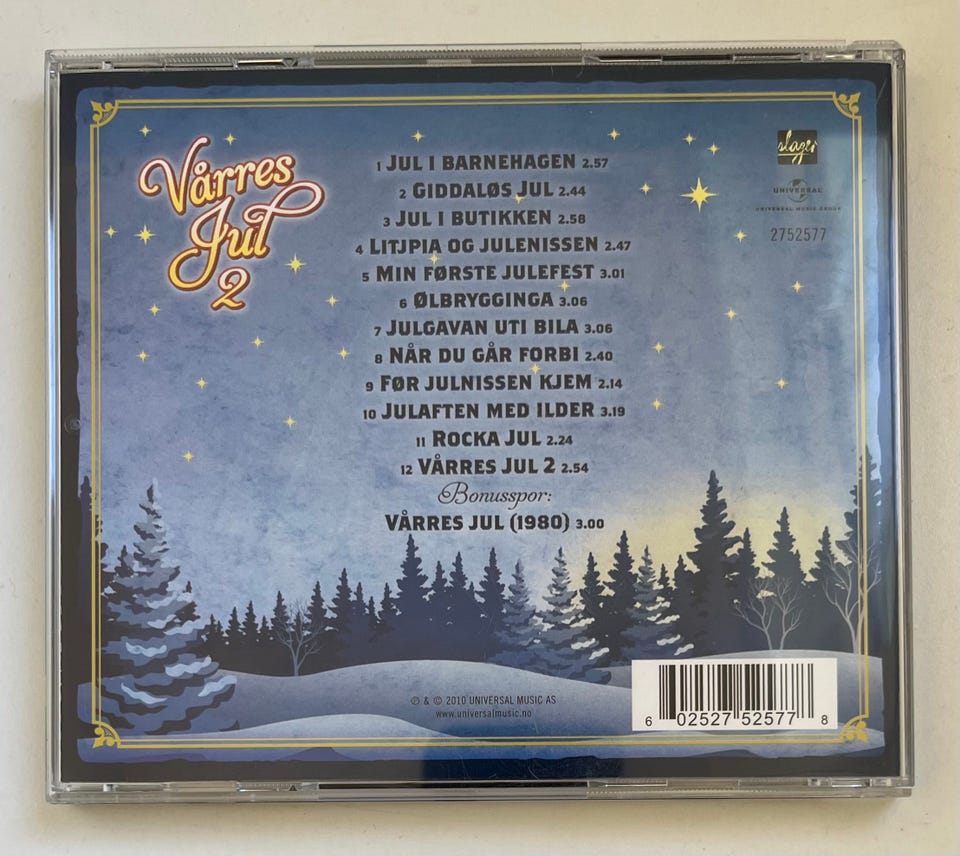 Vårres
Jul
2
1 JUL I BARNEHAGEN 2.57
2 GIDDALØS JUL 2.44
3 JUL I BUTIKKEN 2.58
4 LITJPIA OG JULENISSEN 2.47
5 MIN FØRSTE JULEFEST 3.01
6 ØLBRYGGINGA 3.06
7 JULGAVAN UTI BILA 3.06
8 NÅR DU GÅR FORBI 2.40
9 FØR JULNISSEN KJEM 2.14
10 JULAFTEN MED ILDER 3.19
11 ROCKA JUL 2.24
12 VÅRRES JUL 2 2.54
Bonusspor:
VÅRRES JUL (1980) 3.00
slager
UNIVERSAL
UNIVERSAL MUSIC GROUP
2752577
℗ & © 2010 UNIVERSAL MUSIC AS
www.universalmusic.no
6 02527 52577 8